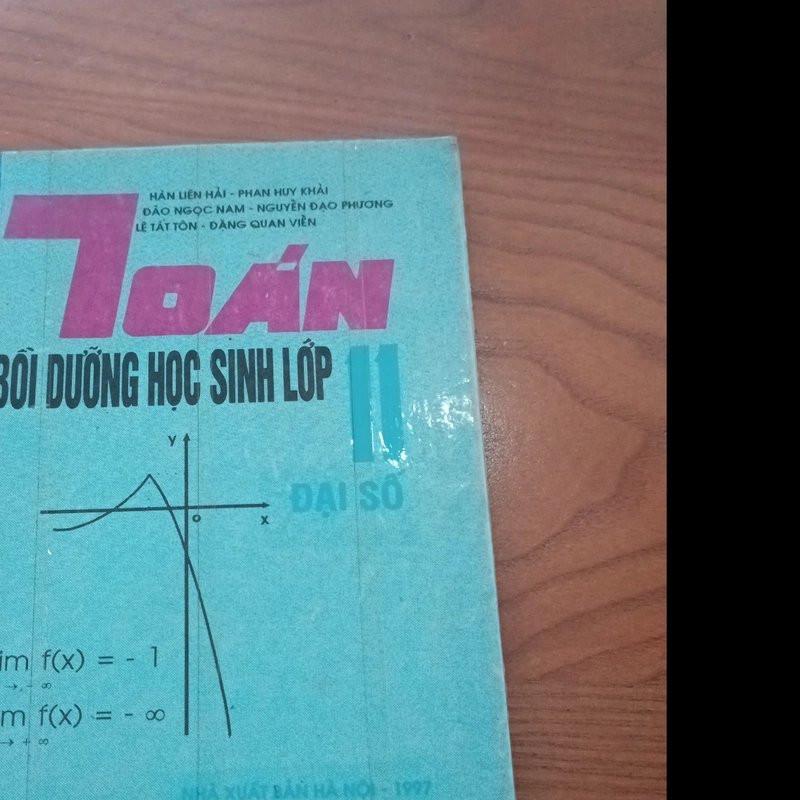 HÀN LIÊN HẢI - PHAN HUY KHẢI
ĐÀO NGỌC NAM - NGUYỄN ĐẠO PHƯƠNG
LÊ TẤT TÔN - ĐẶNG QUAN VIỄN
TOÁN
BỒI DƯỠNG HỌC SINH LỚP 11
ĐẠI SỐ
y
o
x
im f(x) = - 1
→ - ∞
m f(x) = - ∞
→ + ∞
NHÀ XUẤT BẢN HÀ NỘI - 1997